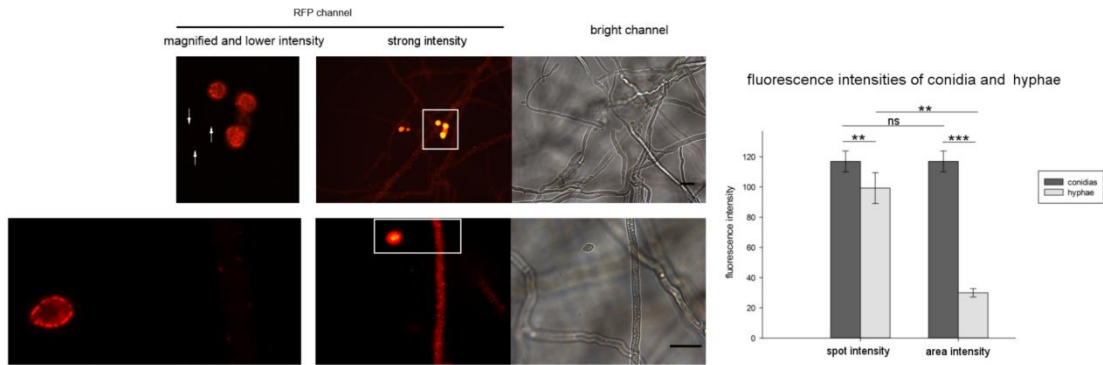 RFP channel
magnified and lower intensity
strong intensity
bright channel
fluorescence intensities of conidia and hyphae
**
ns
**
***
fluorescence intensity
120
100
80
60
40
20
0
spot intensity
area intensity
conidias
hyphae